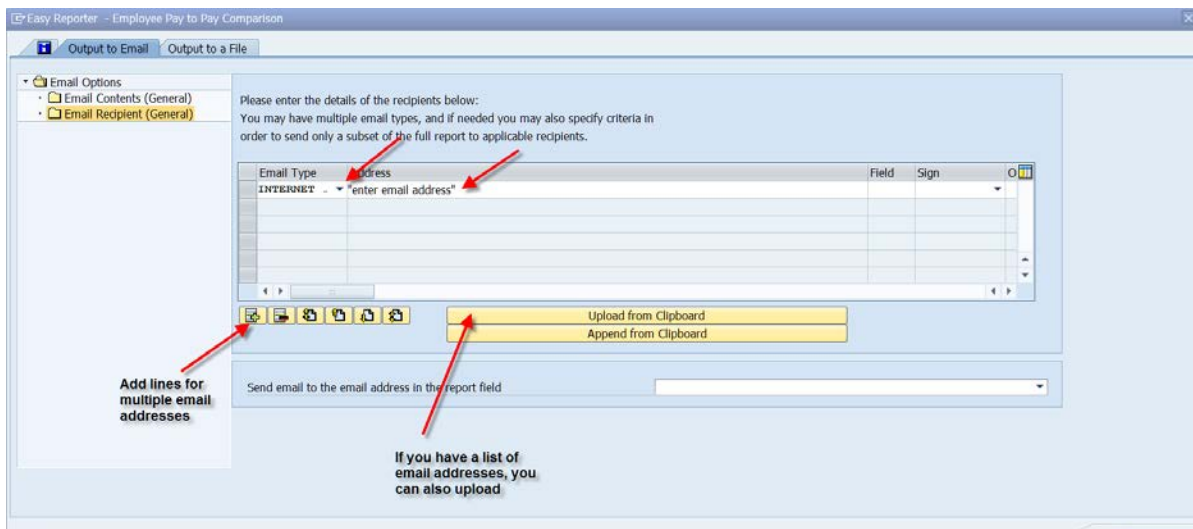 Easy Reporter - Employee Pay to Pay Comparison
Output to Email
Output to a File
Email Options
Email Contents (General)
Email Recipient (General)
Please enter the details of the recipients below:
You may have multiple email types, and if needed you may also specify criteria in
order to send only a subset of the full report to applicable recipients.
Email Type Address Field Sign O
INTERNET .. "enter email address"
Upload from Clipboard
Append from Clipboard
Send email to the email address in the report field
Add lines for
multiple email
addresses
If you have a list of
email addresses, you
can also upload